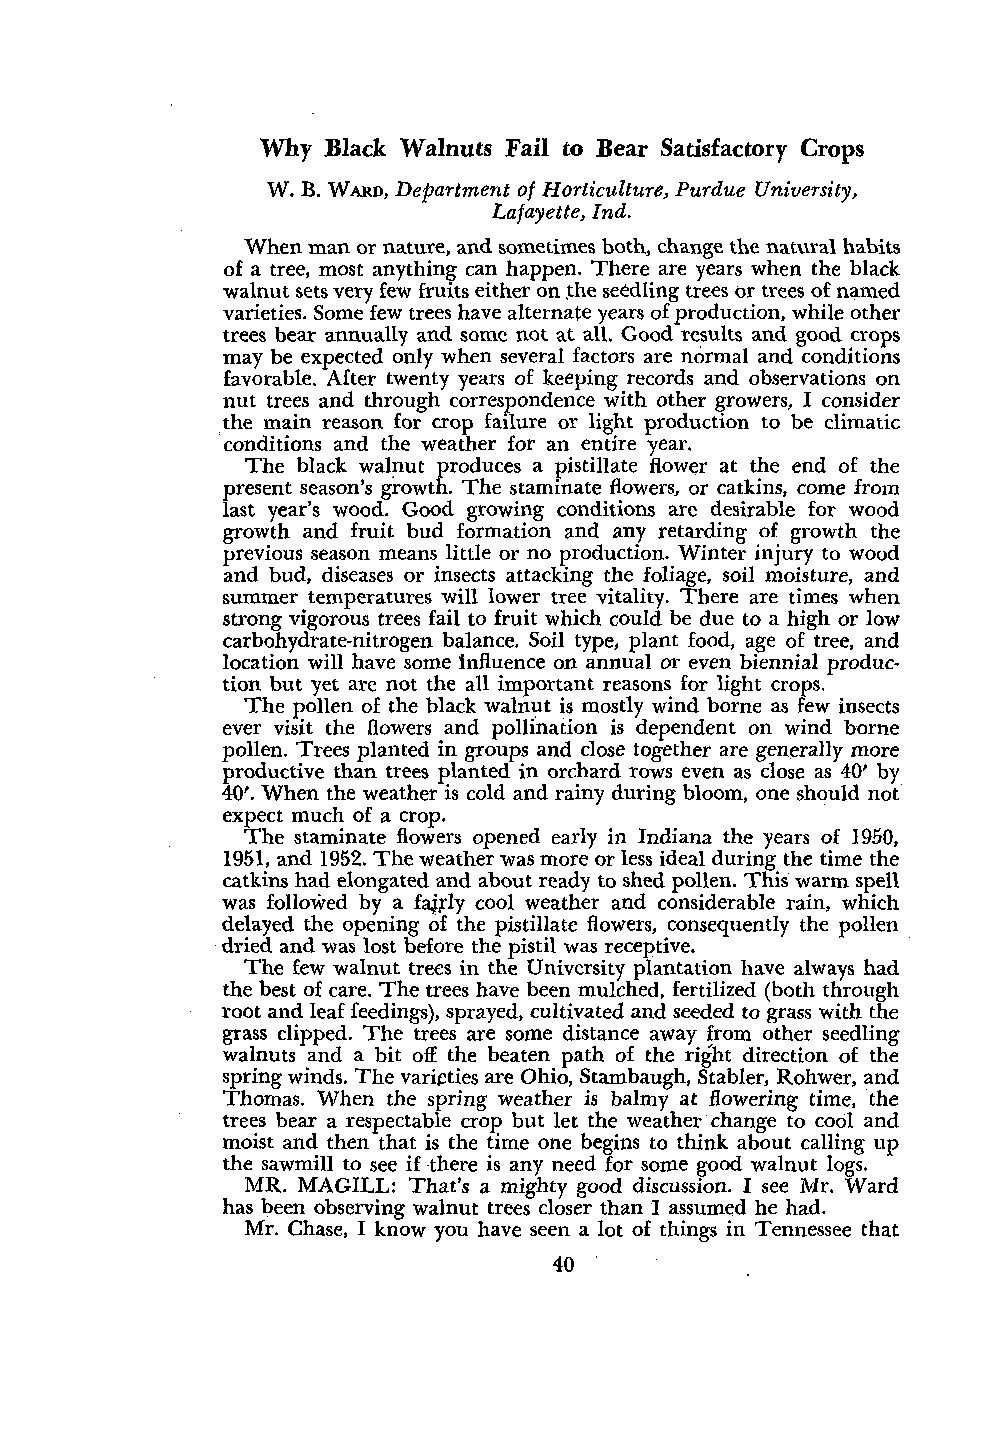 Why Black Walnuts Fail to Bear Satisfactory Crops
W. B. WARD, Department of Horticulture, Purdue University,
Lafayette, Ind.
When man or nature, and sometimes both, change the natural habits
of a tree, most anything can happen. There are years when the black
walnut sets very few fruits either on the seedling trees or trees of named
varieties. Some few trees have alternate years of production, while other
trees bear annually and some not at all. Good results and good crops
may be expected only when several factors are normal and conditions
favorable. After twenty years of keeping records and observations on
nut trees and through correspondence with other growers, I consider
the main reason for crop failure or light production to be climatic
conditions and the weather for an entire year.
The black walnut produces a pistillate flower at the end of the
present season's growth. The staminate flowers, or catkins, come from
last year's wood. Good growing conditions are desirable for wood
growth and fruit bud formation and any retarding of growth the
previous season means little or no production. Winter injury to wood
and bud, diseases or insects attacking the foliage, soil moisture, and
summer temperatures will lower tree vitality. There are times when
strong vigorous trees fail to fruit which could be due to a high or low
carbohydrate-nitrogen balance. Soil type, plant food, age of tree, and
location will have some influence on annual or even biennial produc-
tion but yet are not the all important reasons for light crops.
The pollen of the black walnut is mostly wind borne as few insects
ever visit the flowers and pollination is dependent on wind borne
pollen. Trees planted in groups and close together are generally more
productive than trees planted in orchard rows even as close as 40' by
40'. When the weather is cold and rainy during bloom, one should not
expect much of a crop.
The staminate flowers opened early in Indiana the years of 1950,
1951, and 1952. The weather was more or less ideal during the time the
catkins had elongated and about ready to shed pollen. This warm spell
was followed by a fairly cool weather and considerable rain, which
delayed the opening of the pistillate flowers, consequently the pollen
dried and was lost before the pistil was receptive.
The few walnut trees in the University plantation have always had
the best of care. The trees have been mulched, fertilized (both through
root and leaf feedings), sprayed, cultivated and seeded to grass with the
grass clipped. The trees are some distance away from other seedling
walnuts and a bit off the beaten path of the right direction of the
spring winds. The varieties are Ohio, Stambaugh, Stabler, Rohwer, and
Thomas. When the spring weather is balmy at flowering time, the
trees bear a respectable crop but let the weather change to cool and
moist and then that is the time one begins to think about calling up
the sawmill to see if there is any need for some good walnut logs.
MR. MAGILL: That's a mighty good discussion. I see Mr. Ward
has been observing walnut trees closer than I assumed he had.
Mr. Chase, I know you have seen a lot of things in Tennessee that
40